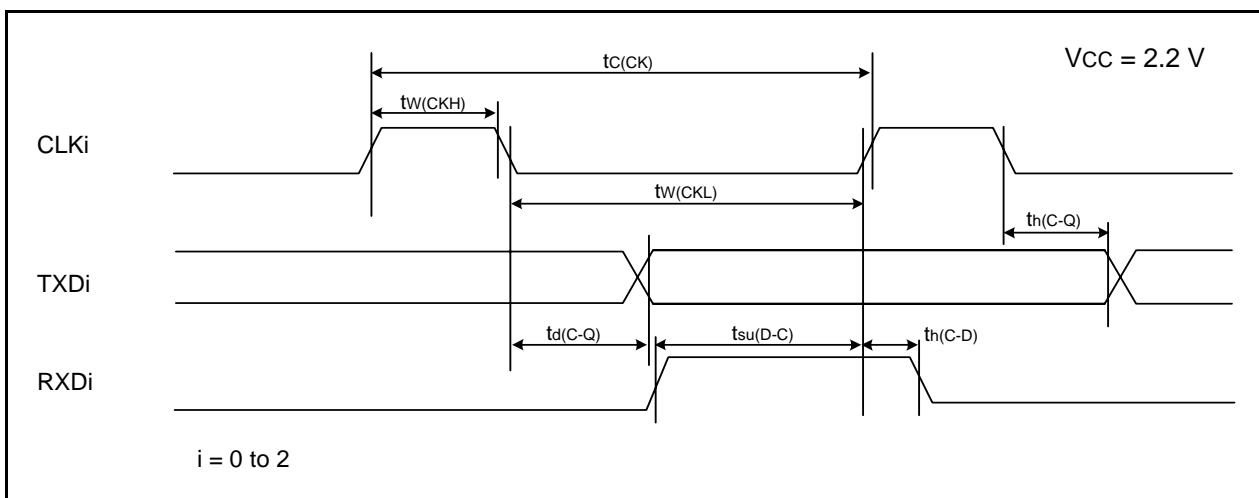 VCC = 2.2 V
tC(CK)
tW(CKH)
CLKi
tW(CKL)
th(C-Q)
TXDi
td(C-Q)
tsu(D-C)
th(C-D)
RXDi
i = 0 to 2